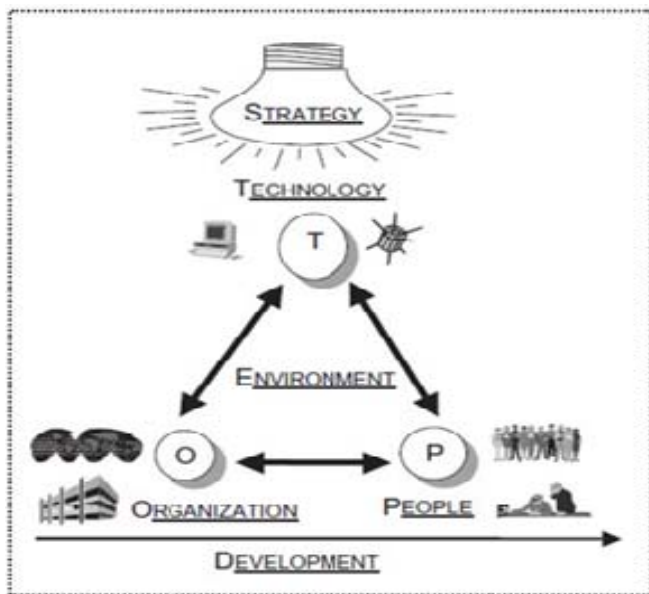 STRATEGY
TECHNOLOGY
T
ENVIRONMENT
O
P
ORGANIZATION
PEOPLE
DEVELOPMENT